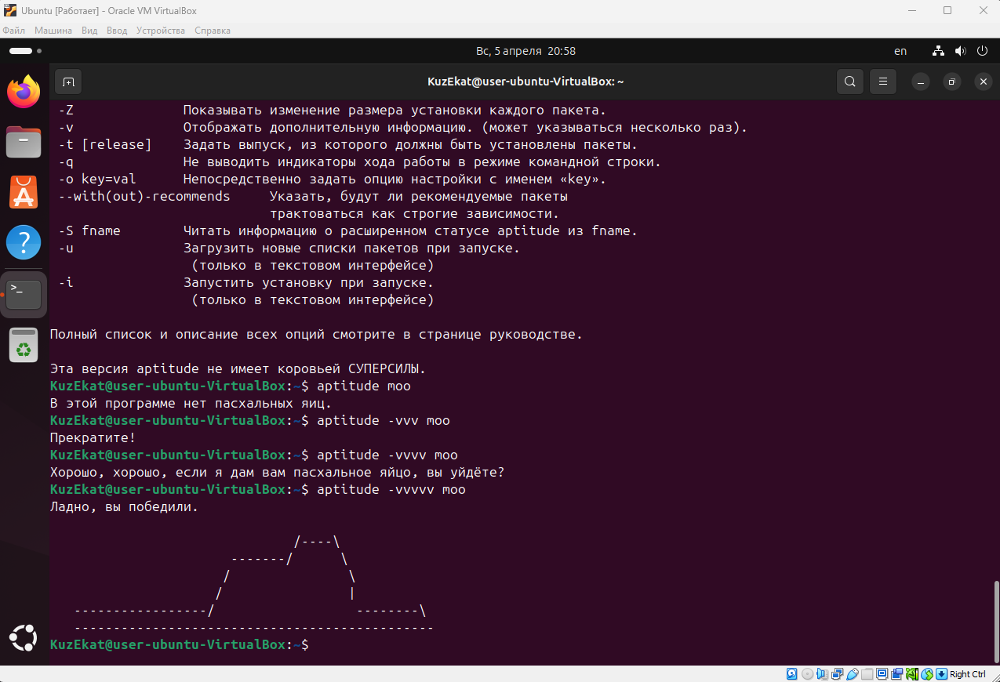 Ubuntu [Работает] - Oracle VM VirtualBox
Файл Машина Вид Ввод Устройства Справка
Вс, 5 апреля 20:58 en
KuzEkat@user-ubuntu-VirtualBox: ~
-Z Показывать изменение размера установки каждого пакета.
-v Отображать дополнительную информацию. (может указываться несколько раз).
-t [release] Задать выпуск, из которого должны быть установлены пакеты.
-q Не выводить индикаторы хода работы в режиме командной строки.
-o key=val Непосредственно задать опцию настройки с именем «key».
--with(out)-recommends Указать, будут ли рекомендуемые пакеты
трактоваться как строгие зависимости.
-S fname Читать информацию о расширенном статусе aptitude из fname.
-u Загрузить новые списки пакетов при запуске.
(только в текстовом интерфейсе)
-i Запустить установку при запуске.
(только в текстовом интерфейсе)
Полный список и описание всех опций смотрите в странице руководстве.
Эта версия aptitude не имеет коровьей СУПЕРСИЛЫ.
KuzEkat@user-ubuntu-VirtualBox:~$ aptitude moo
В этой программе нет пасхальных яиц.
KuzEkat@user-ubuntu-VirtualBox:~$ aptitude -vvv moo
Прекратите!
KuzEkat@user-ubuntu-VirtualBox:~$ aptitude -vvvv moo
Хорошо, хорошо, если я дам вам пасхальное яйцо, вы уйдёте?
KuzEkat@user-ubuntu-VirtualBox:~$ aptitude -vvvvv moo
Ладно, вы победили.
                               /----\
                       -------/      \
                      /               \
                     /                |
   -----------------/                  --------\
   ----------------------------------------------
KuzEkat@user-ubuntu-VirtualBox:~$
Right Ctrl